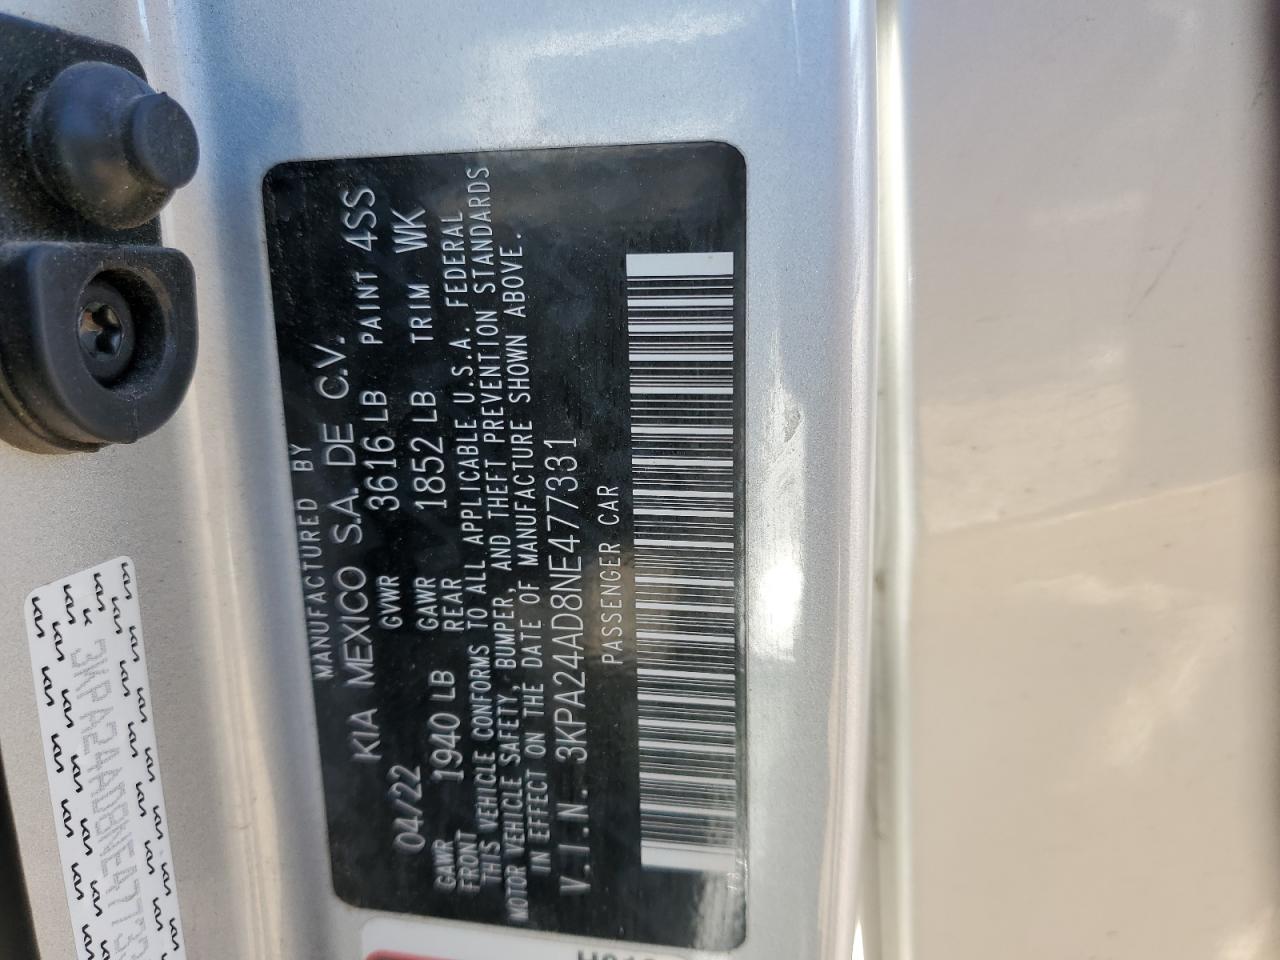 MANUFACTURED BY
KIA MEXICO S.A. DE C.V.
04/22 GVWR 3616 LB PAINT 4SS
GAWR FRONT 1940 LB GAWR REAR 1852 LB TRIM WK
THIS VEHICLE CONFORMS TO ALL APPLICABLE U.S.A. FEDERAL
MOTOR VEHICLE SAFETY, BUMPER, AND THEFT PREVENTION STANDARDS
IN EFFECT ON THE DATE OF MANUFACTURE SHOWN ABOVE.
V.I.N. 3KPA24AD8NE477331
PASSENGER CAR
3KPA24AD8NE4773